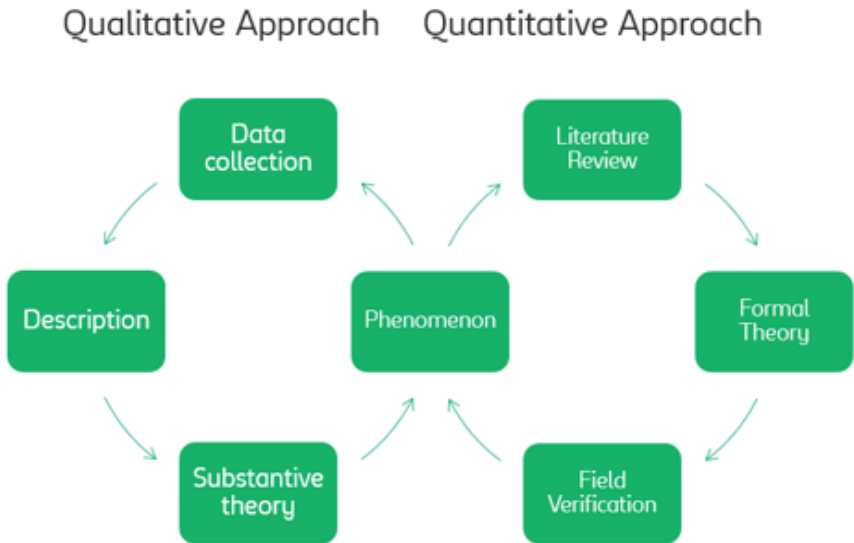 Qualitative Approach
Quantitative Approach
Data
collection
Literature
Review
Description
Phenomenon
Formal
Theory
Substantive
theory
Field
Verification